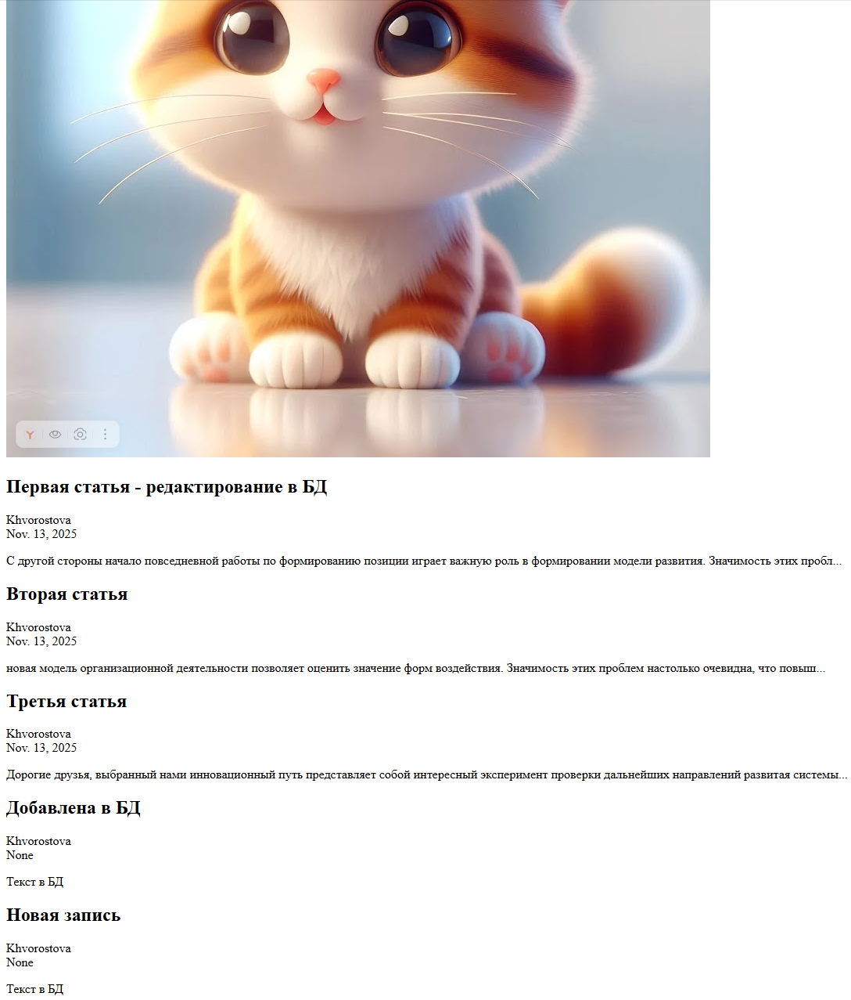 Первая статья - редактирование в БД
Khvorostova
Nov. 13, 2025
С другой стороны начало повседневной работы по формированию позиции играет важную роль в формировании модели развития. Значимость этих пробл...
Вторая статья
Khvorostova
Nov. 13, 2025
новая модель организационной деятельности позволяет оценить значение форм воздействия. Значимость этих проблем настолько очевидна, что повыш...
Третья статья
Khvorostova
Nov. 13, 2025
Дорогие друзья, выбранный нами инновационный путь представляет собой интересный эксперимент проверки дальнейших направлений развитая системы...
Добавлена в БД
Khvorostova
None
Текст в БД
Новая запись
Khvorostova
None
Текст в БД